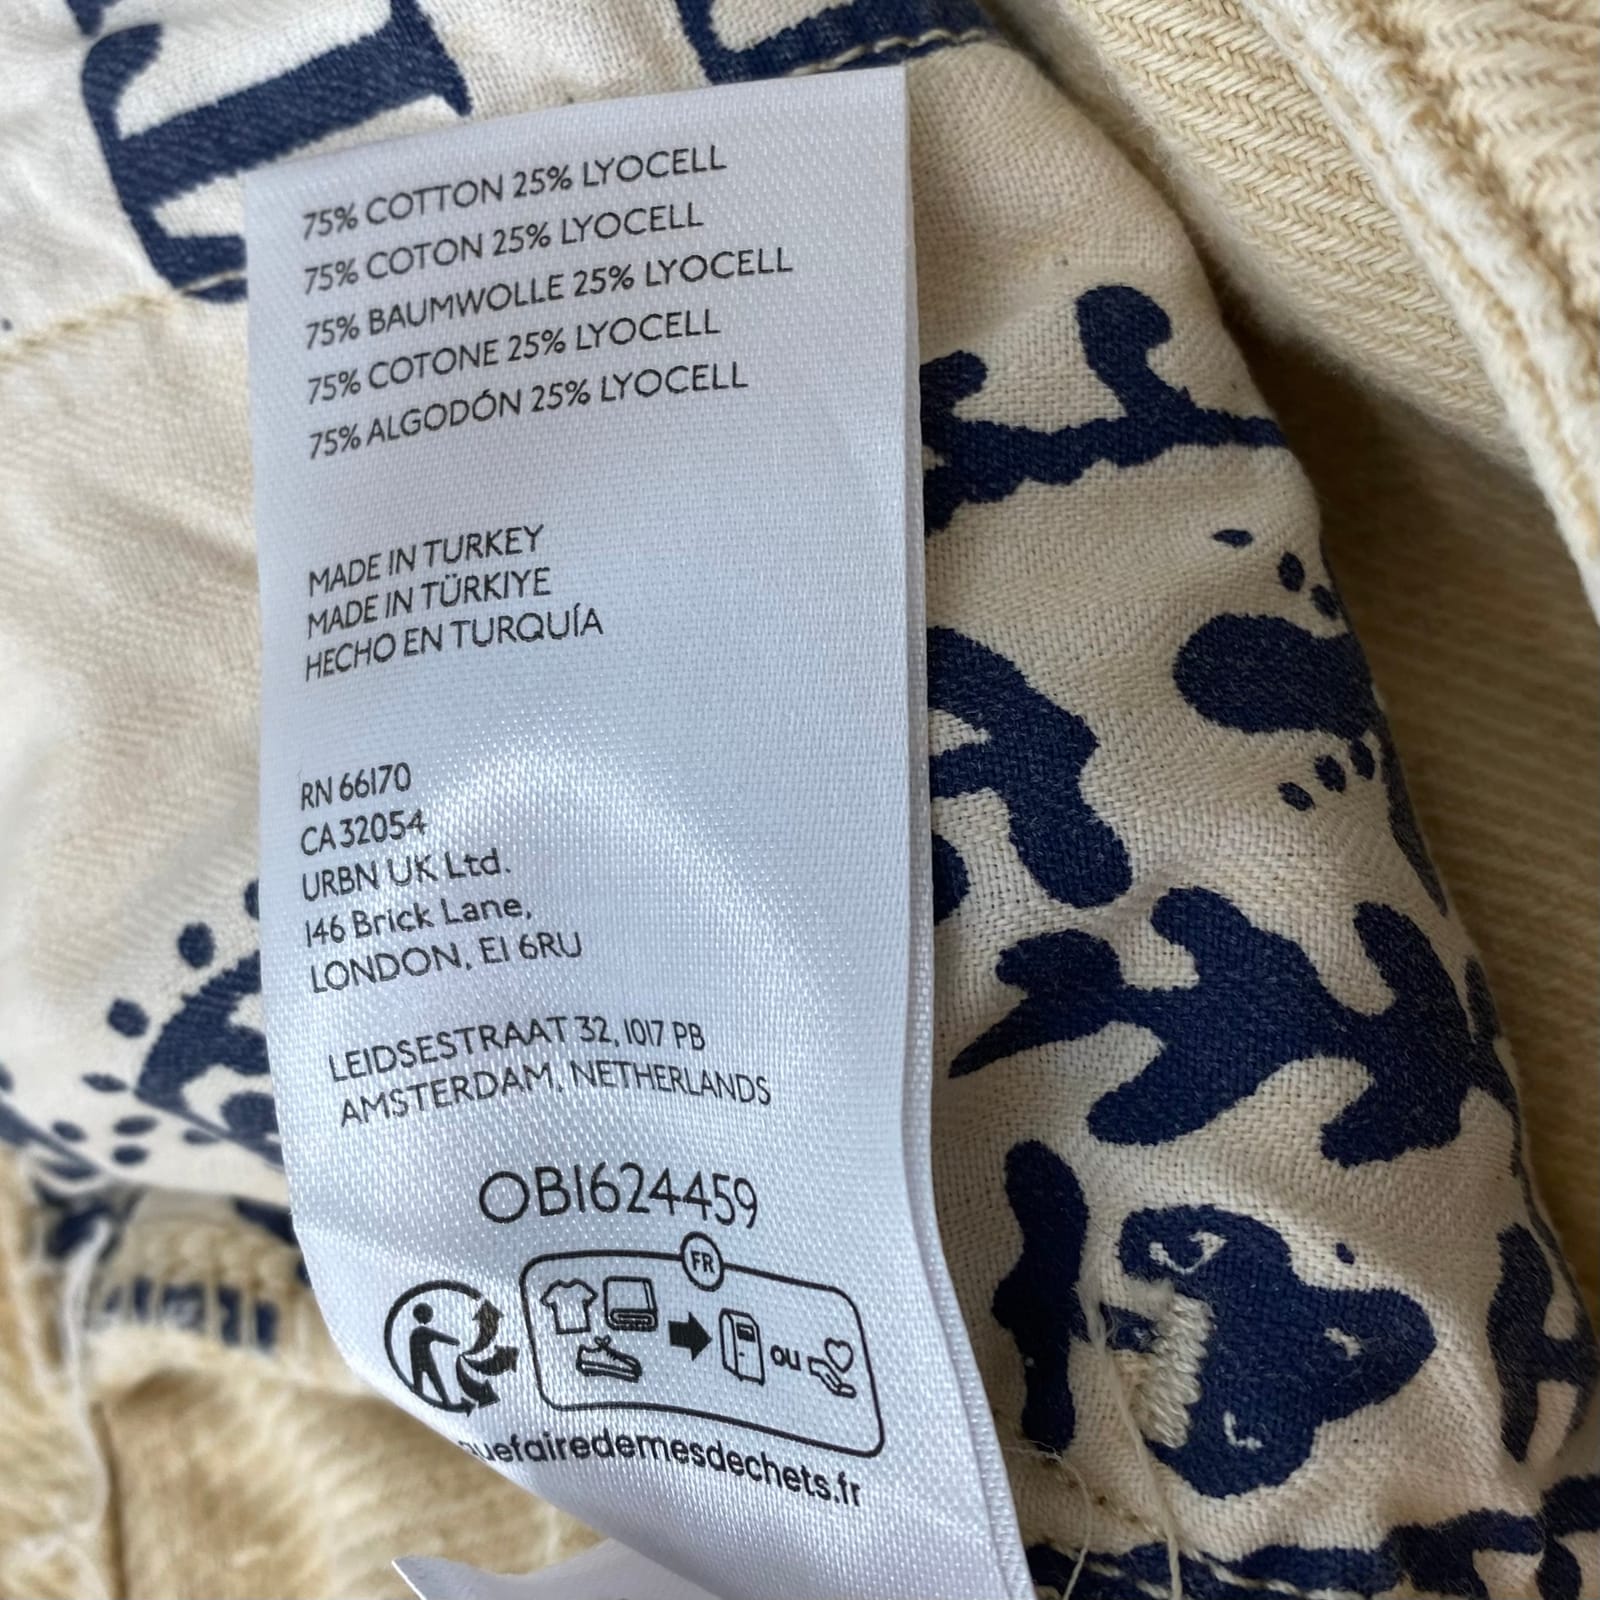 75% COTTON 25% LYOCELL
75% COTON 25% LYOCELL
75% BAUMWOLLE 25% LYOCELL
75% COTONE 25% LYOCELL
75% ALGODÓN 25% LYOCELL
MADE IN TURKEY
MADE IN TÜRKIYE
HECHO EN TURQUÍA
RN 66170
CA 32054
URBN UK Ltd.
146 Brick Lane,
LONDON, E1 6RU
LEIDSESTRAAT 32, 1017 PB
AMSTERDAM, NETHERLANDS
OB1624459
FR
ou
quefairedemesdechets.fr